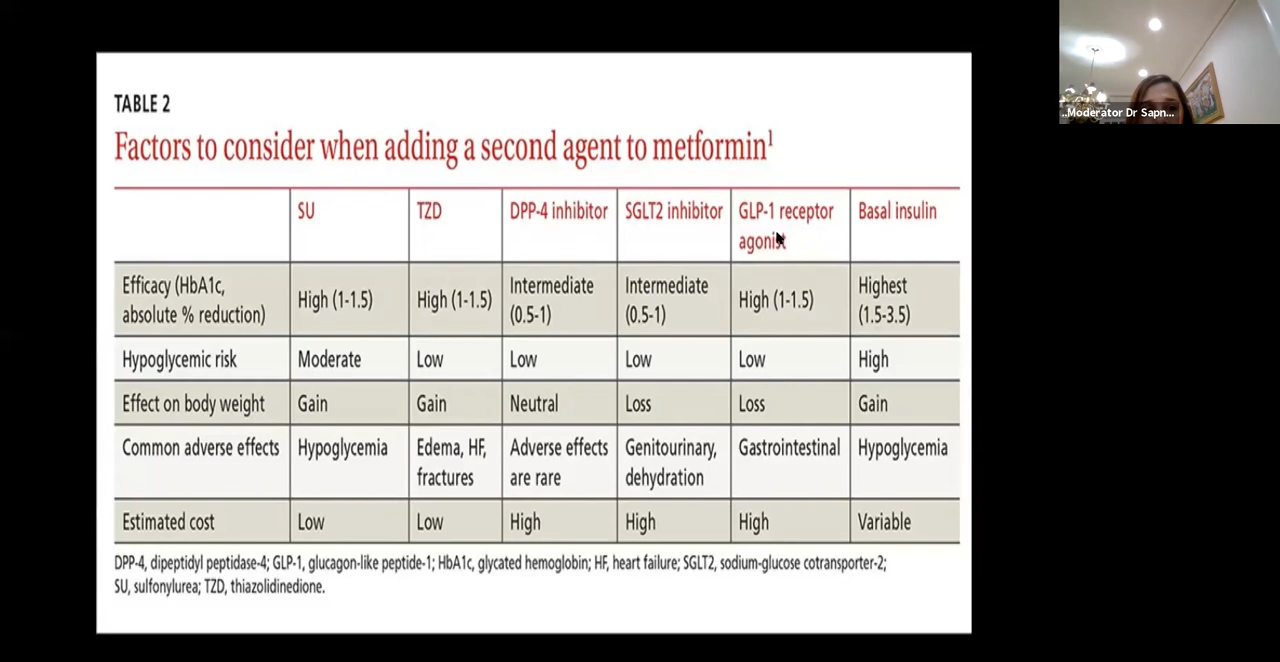 ..Moderator Dr Sapn...
TABLE 2
Factors to consider when adding a second agent to metformin1
SU TZD DPP-4 inhibitor SGLT2 inhibitor GLP-1 receptor agonist Basal insulin
Efficacy (HbA1c, absolute % reduction) High (1-1.5) High (1-1.5) Intermediate (0.5-1) Intermediate (0.5-1) High (1-1.5) Highest (1.5-3.5)
Hypoglycemic risk Moderate Low Low Low Low High
Effect on body weight Gain Gain Neutral Loss Loss Gain
Common adverse effects Hypoglycemia Edema, HF, fractures Adverse effects are rare Genitourinary, dehydration Gastrointestinal Hypoglycemia
Estimated cost Low Low High High High Variable
DPP-4, dipeptidyl peptidase-4; GLP-1, glucagon-like peptide-1; HbA1c, glycated hemoglobin; HF, heart failure; SGLT2, sodium-glucose cotransporter-2;
SU, sulfonylurea; TZD, thiazolidinedione.